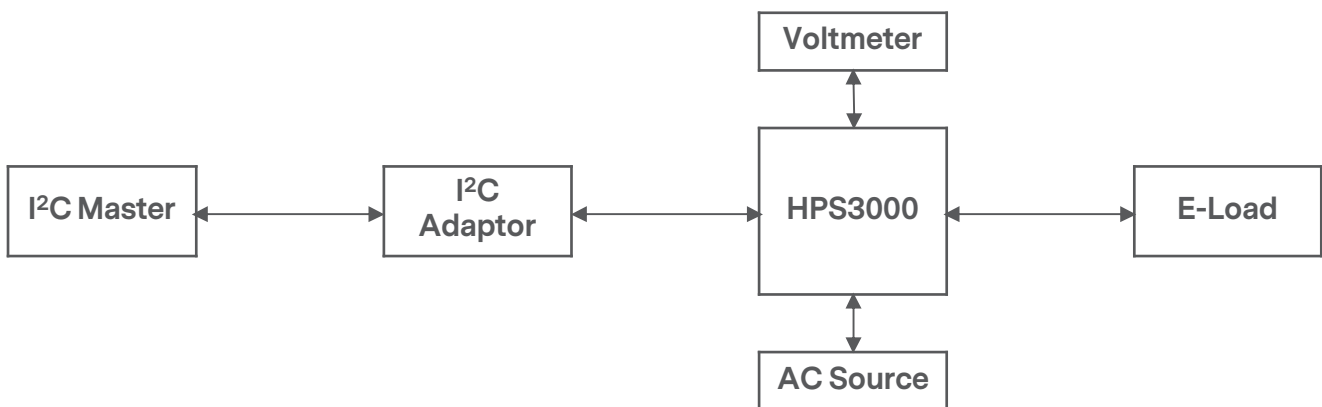 Voltmeter
I²C Master
I²C
Adaptor
HPS3000
E-Load
AC Source